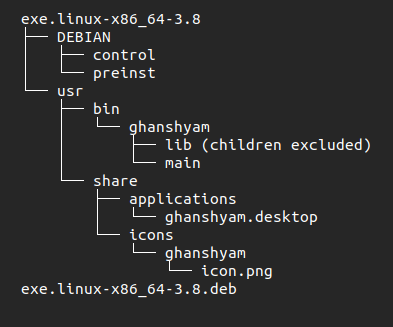 exe.linux-x86_64-3.8
DEBIAN
control
preinst
usr
bin
ghanshyam
lib (children excluded)
main
share
applications
ghanshyam.desktop
icons
ghanshyam
icon.png
exe.linux-x86_64-3.8.deb